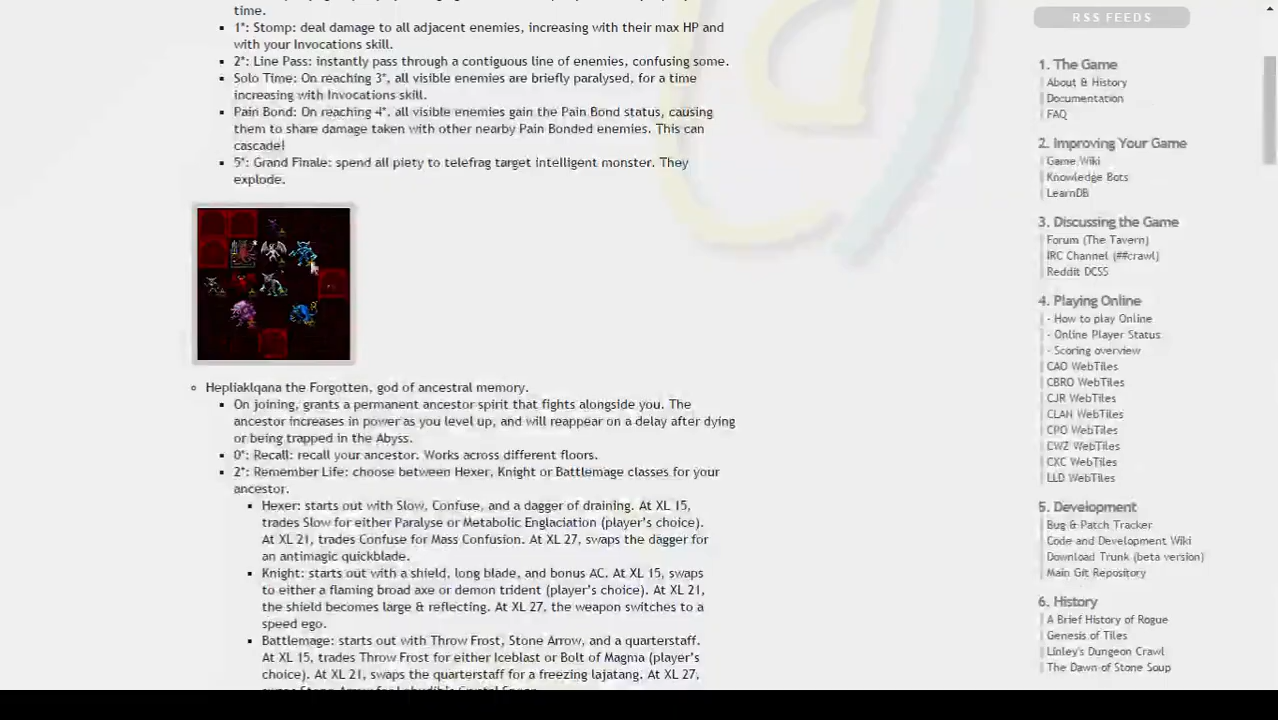 time.
1*: Stomp: deal damage to all adjacent enemies, increasing with their max HP and
with your Invocations skill.
2*: Line Pass: instantly pass through a contiguous line of enemies, confusing some.
Solo Time: On reaching 3*, all visible enemies are briefly paralysed, for a time
increasing with Invocations skill.
Pain Bond: On reaching 4*, all visible enemies gain the Pain Bond status, causing
them to share damage taken with other nearby Pain Bonded enemies. This can
cascade!
5*: Grand Finale: spend all piety to telefrag target intelligent monster. They
explode.
Hepliaklqana the Forgotten, god of ancestral memory.
On joining, grants a permanent ancestor spirit that fights alongside you. The
ancestor increases in power as you level up, and will reappear on a delay after dying
or being trapped in the Abyss.
0*: Recall: recall your ancestor. Works across different floors.
2*: Remember Life: choose between Hexer, Knight or Battlemage classes for your
ancestor.
Hexer: starts out with Slow, Confuse, and a dagger of draining. At XL 15,
trades Slow for either Paralyse or Metabolic Englaciation (player's choice).
At XL 21, trades Confuse for Mass Confusion. At XL 27, swaps the dagger for
an antimagic quickblade.
Knight: starts out with a shield, long blade, and bonus AC. At XL 15, swaps
to either a flaming broad axe or demon trident (player's choice). At XL 21,
the shield becomes large & reflecting. At XL 27, the weapon switches to a
speed ego.
Battlemage: starts out with Throw Frost, Stone Arrow, and a quarterstaff.
At XL 15, trades Throw Frost for either Iceblast or Bolt of Magma (player's
choice). At XL 21, swaps the quarterstaff for a freezing lajatang. At XL 27,
RSS FEEDS
1. The Game
About & History
Documentation
FAQ
2. Improving Your Game
Game Wiki
Knowledge Bots
LearnDB
3. Discussing the Game
Forum (The Tavern)
IRC Channel (##crawl)
Reddit DCSS
4. Playing Online
- How to play Online
- Online Player Status
- Scoring overview
CAO WebTiles
CBRO WebTiles
CJR WebTiles
CLAN WebTiles
CPO WebTiles
CWZ WebTiles
CXC WebTiles
LLD WebTiles
5. Development
Bug & Patch Tracker
Code and Development Wiki
Download Trunk (beta version)
Main Git Repository
6. History
A Brief History of Rogue
Genesis of Tiles
Linley's Dungeon Crawl
The Dawn of Stone Soup